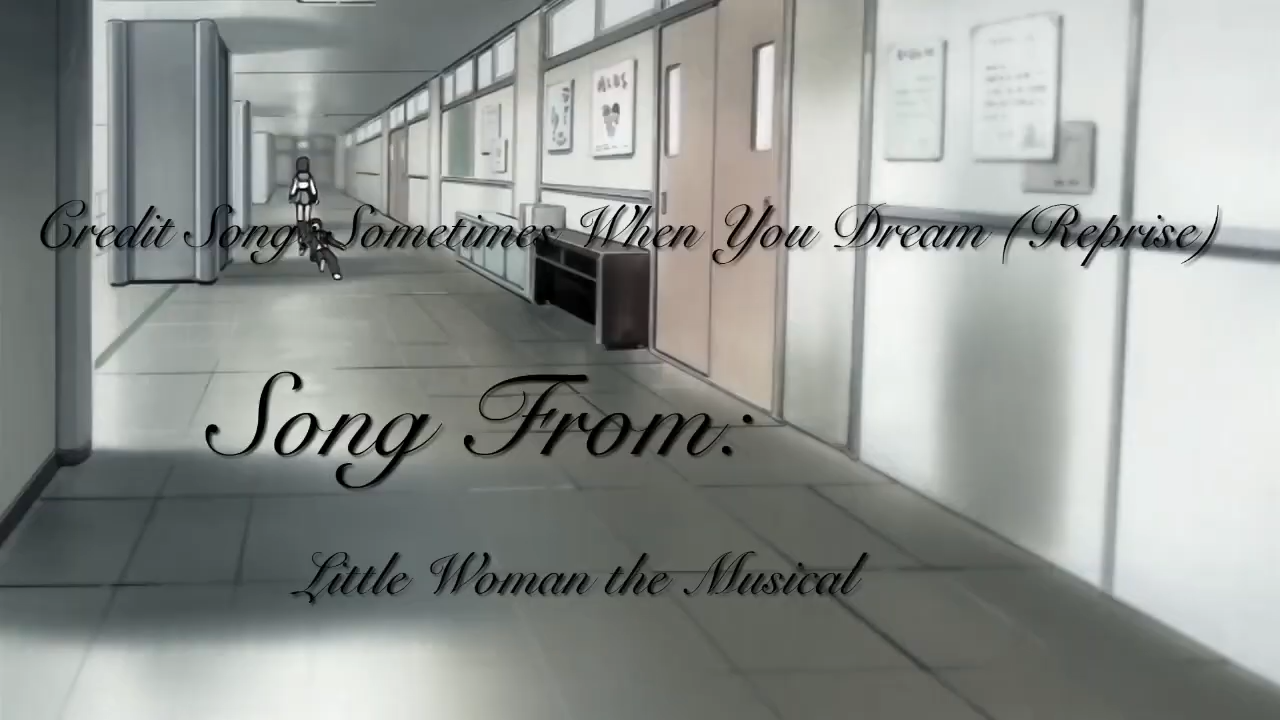 Credit Song: Sometimes When You Dream (Reprise)
Song From:
Little Woman the Musical